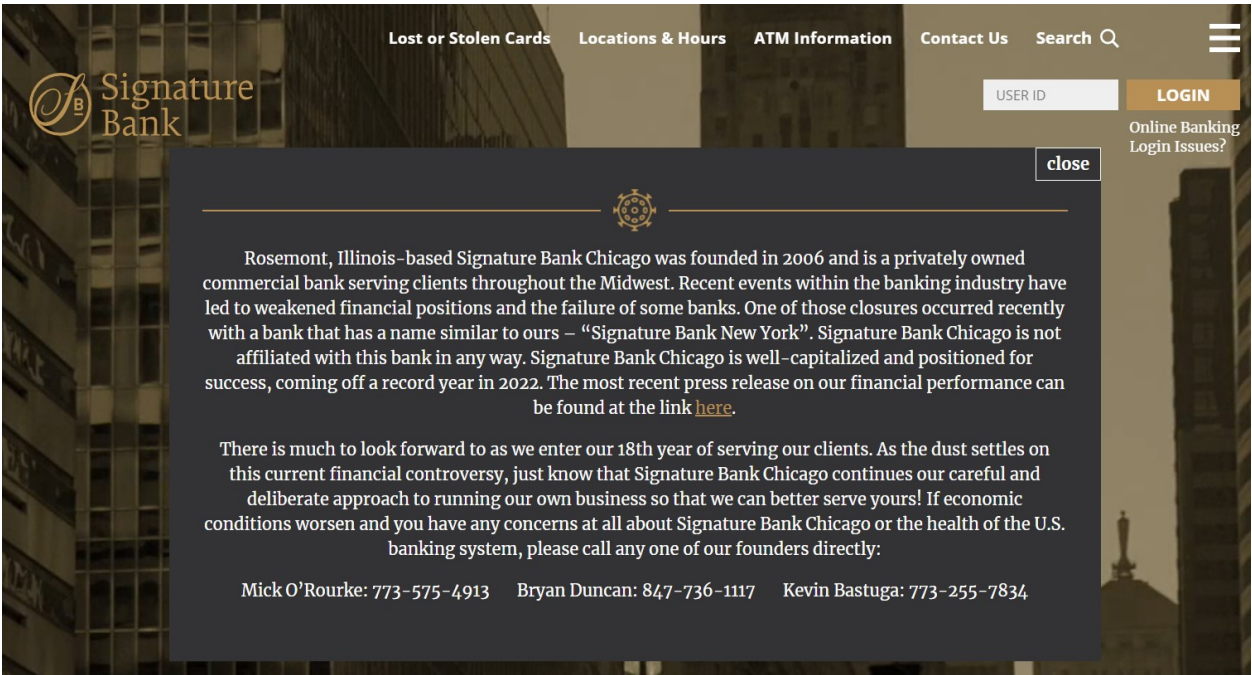 Lost or Stolen Cards Locations & Hours ATM Information Contact Us Search
Signature
Bank
USER ID
LOGIN
Online Banking
Login Issues?
close
Rosemont, Illinois-based Signature Bank Chicago was founded in 2006 and is a privately owned
commercial bank serving clients throughout the Midwest. Recent events within the banking industry have
led to weakened financial positions and the failure of some banks. One of those closures occurred recently
with a bank that has a name similar to ours – “Signature Bank New York”. Signature Bank Chicago is not
affiliated with this bank in any way. Signature Bank Chicago is well-capitalized and positioned for
success, coming off a record year in 2022. The most recent press release on our financial performance can
be found at the link here.
There is much to look forward to as we enter our 18th year of serving our clients. As the dust settles on
this current financial controversy, just know that Signature Bank Chicago continues our careful and
deliberate approach to running our own business so that we can better serve yours! If economic
conditions worsen and you have any concerns at all about Signature Bank Chicago or the health of the U.S.
banking system, please call any one of our founders directly:
Mick O’Rourke: 773-575-4913 Bryan Duncan: 847-736-1117 Kevin Bastuga: 773-255-7834